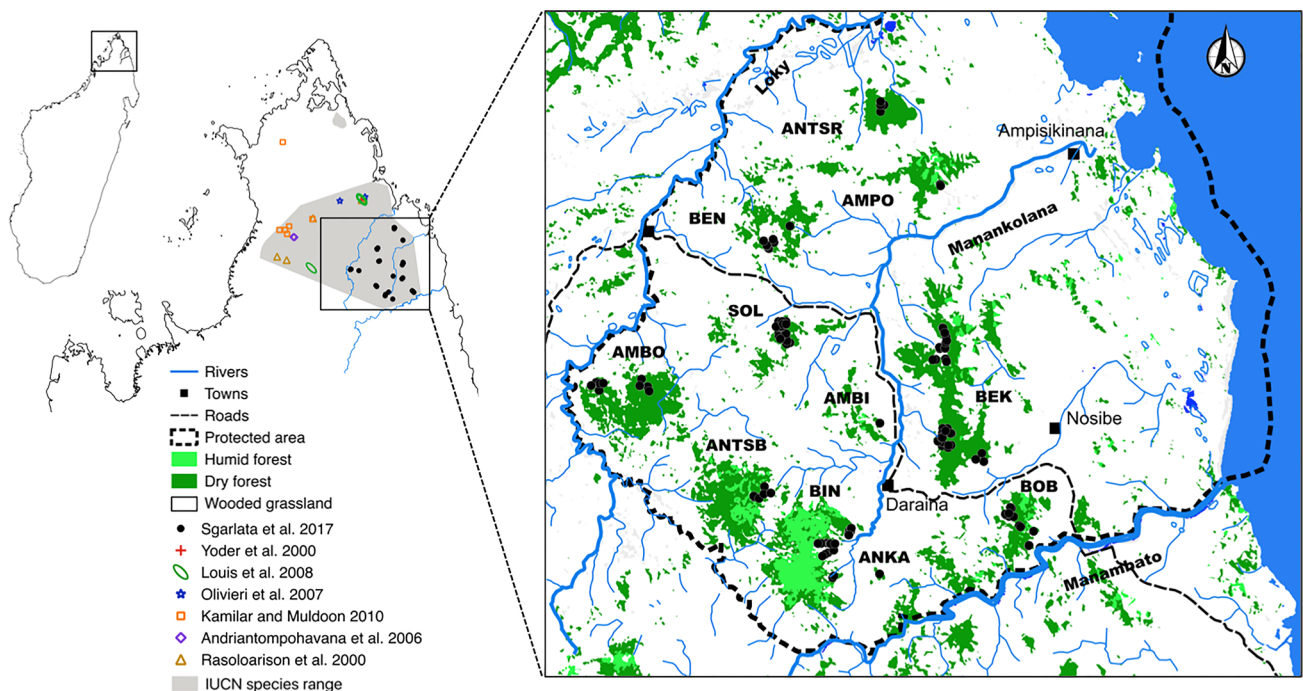 Rivers
Towns
Roads
Protected area
Humid forest
Dry forest
Wooded grassland
Sgarlata et al. 2017
Yoder et al. 2000
Louis et al. 2008
Olivieri et al. 2007
Kamilar and Muldoon 2010
Andriantompohavana et al. 2006
Rasoloarison et al. 2000
IUCN species range
Loky
N
ANTSR
Ampisikinana
AMPO
BEN
Manankolana
SOL
AMBO
AMBI
BEK
Nosibe
ANTSB
BIN
BOB
Daraina
ANKA
Manambato